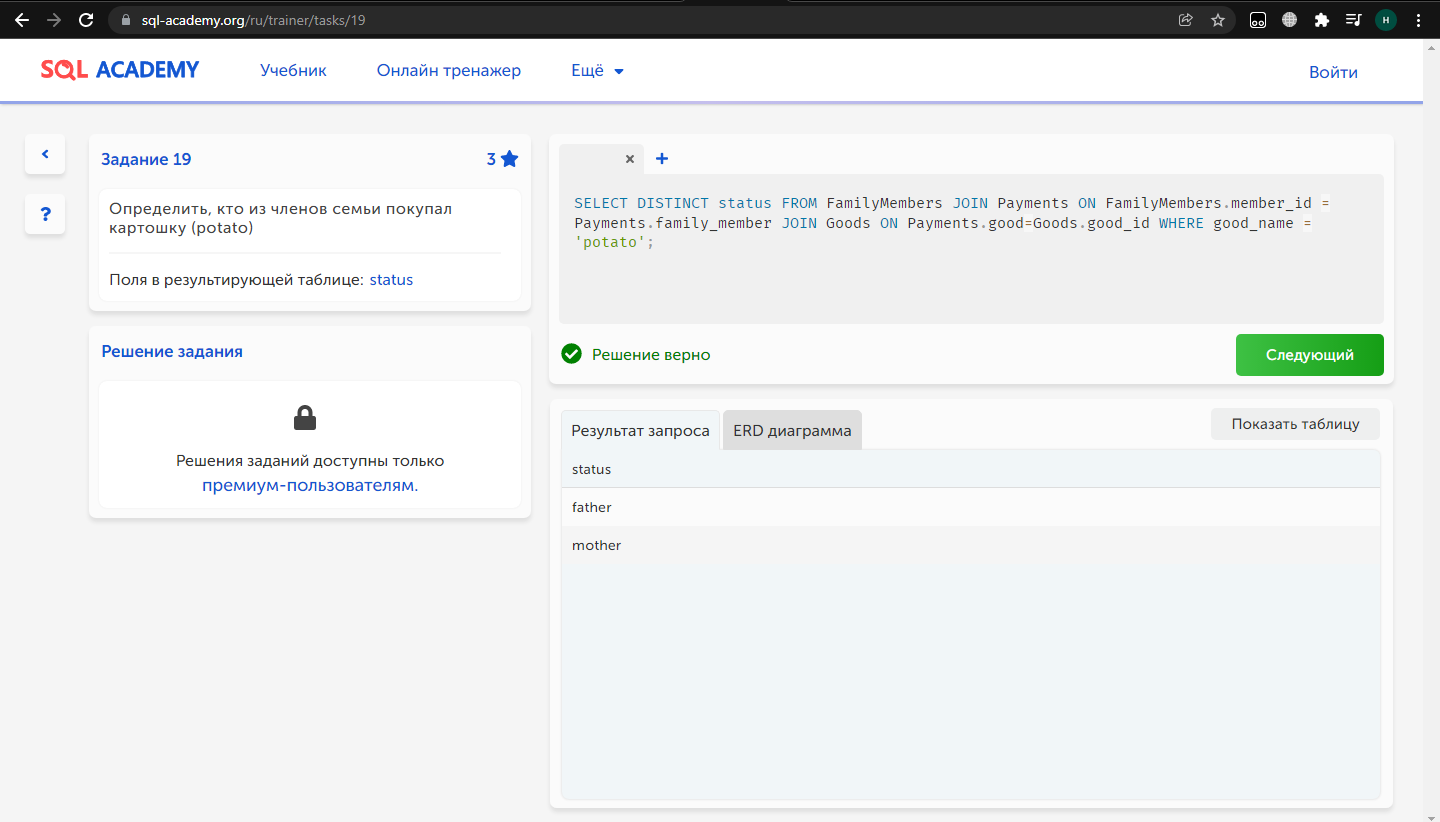 sql-academy.org/ru/trainer/tasks/19
H
SQL ACADEMY
Учебник
Онлайн тренажер
Ещё
Войти
?
Задание 19
3
Определить, кто из членов семьи покупал
картошку (potato)
Поля в результирующей таблице: status
Решение задания
Решения заданий доступны только
премиум-пользователям.
SELECT DISTINCT status FROM FamilyMembers JOIN Payments ON FamilyMembers.member_id =
Payments.family_member JOIN Goods ON Payments.good=Goods.good_id WHERE good_name =
'potato';
Решение верно
Следующий
Результат запроса
ERD диаграмма
Показать таблицу
status
father
mother